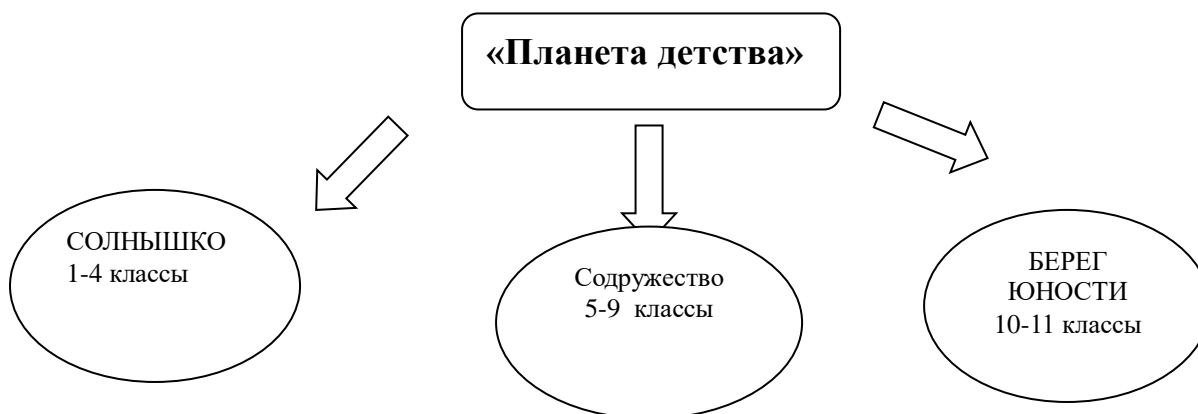 «Планета детства»
СОЛНЫШКО
1-4 классы
Содружество
5-9 классы
БЕРЕГ
ЮНОСТИ
10-11 классы